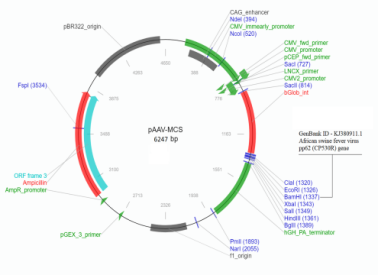 pBR322_origin
CAG_enhancer
NdeI (394)
CMV_immearly_promoter
NcoI (520)
CMV_fwd_primer
CMV_promoter
pCEP_fwd_primer
SacI (727)
LNCX_primer
CMV2_promoter
SacII (814)
bGlob_int
FspI (3534)
pAAV-MCS
6247 bp
GenBank ID - KJ380911.1
African swine fever virus
pp62 (CP530R) gene
ClaI (1320)
EcoRI (1326)
BamHI (1337)
XbaI (1343)
SalI (1349)
HindIII (1361)
BglII (1380)
hGH_PA_terminator
ORF frame 3
Ampicillin
AmpR_promoter
pGEX_3_primer
PmlI (1893)
NarI (2055)
f1_origin